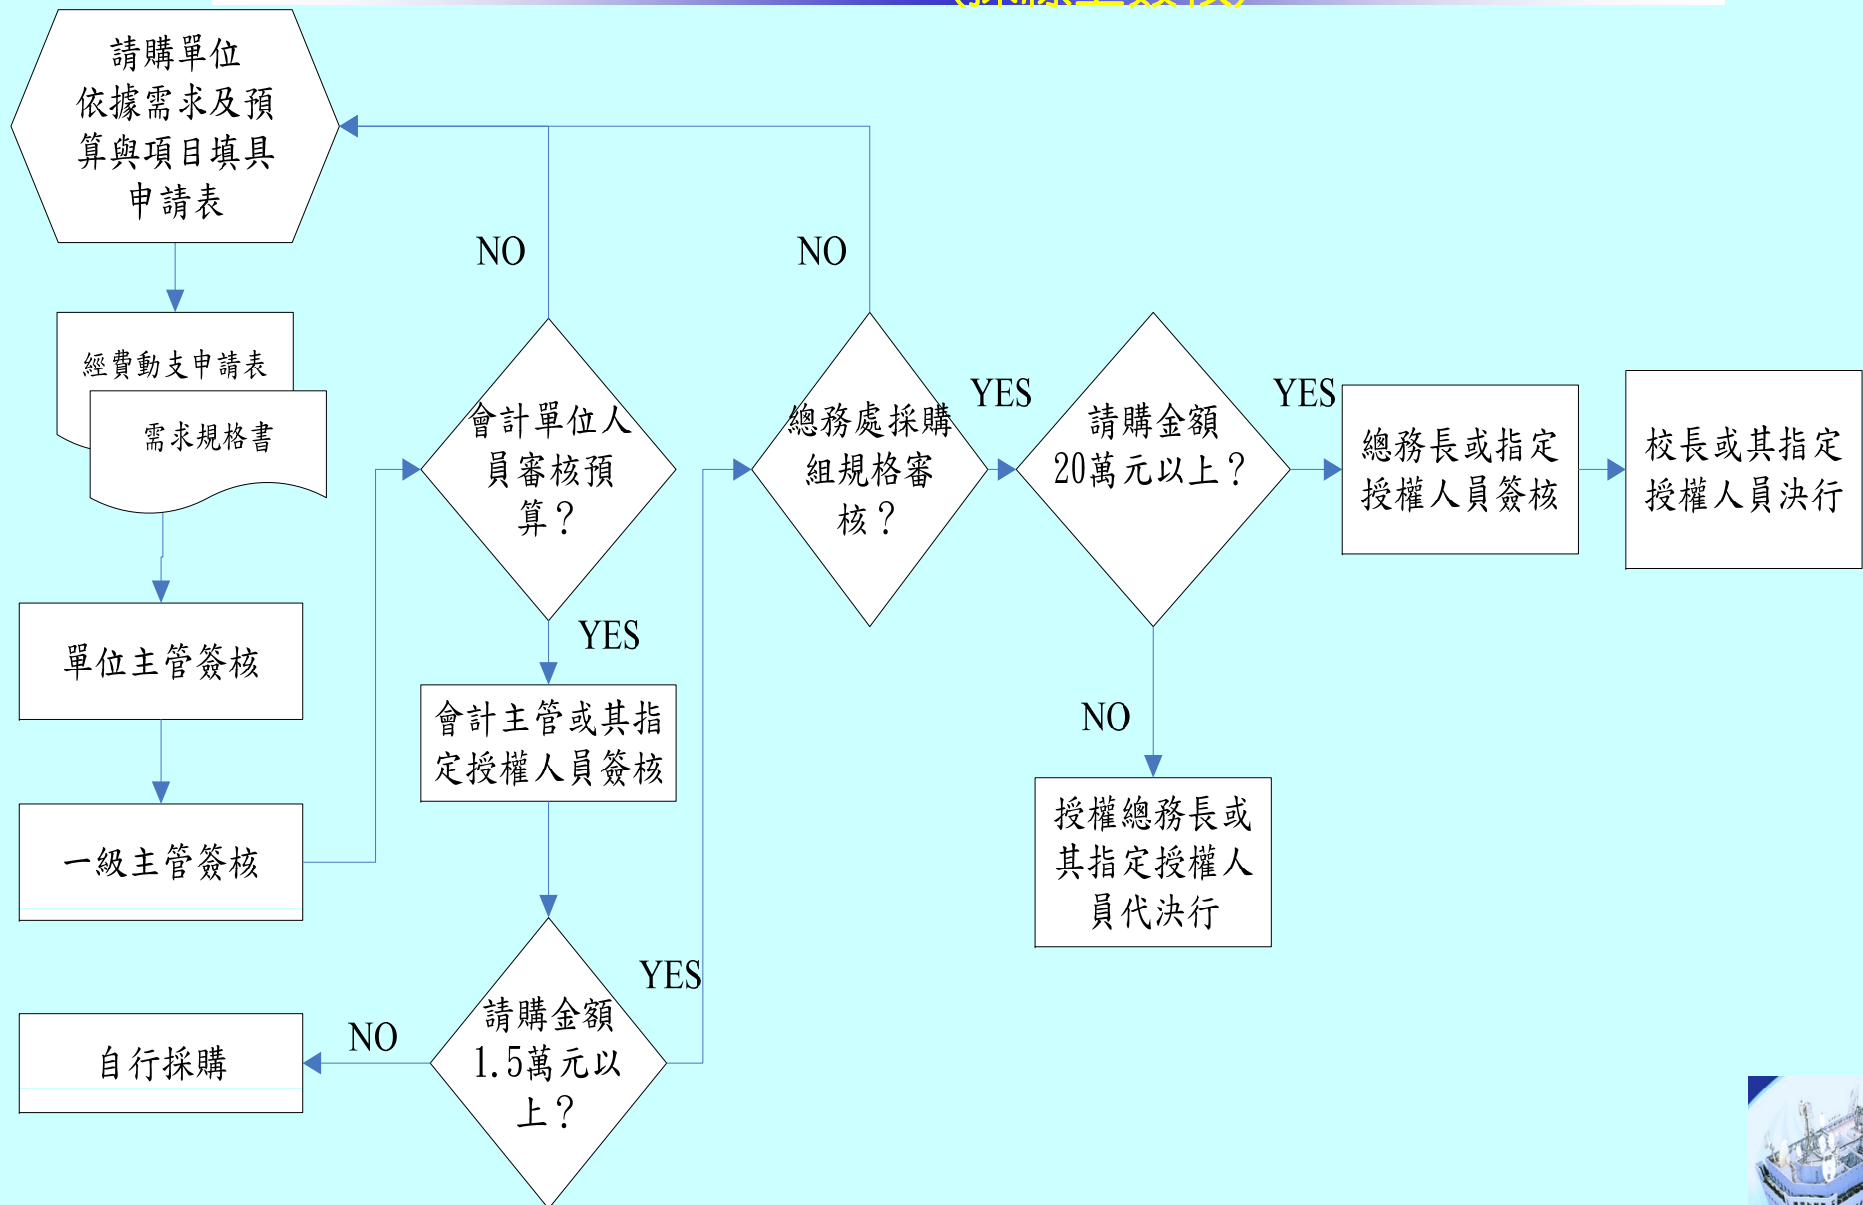 (採線上簽核)
請購單位
依據需求及預
算與項目填具
申請表
經費動支申請表
需求規格書
單位主管簽核
一級主管簽核
自行採購
NO
會計單位人
員審核預
算？
YES
會計主管或其指
定授權人員簽核
請購金額
1.5萬元以
上？
NO
YES
總務處採購
組規格審
核？
NO
YES
請購金額
20萬元以上？
YES
NO
總務長或指定
授權人員簽核
校長或其指定
授權人員決行
授權總務長或
其指定授權人
員代決行